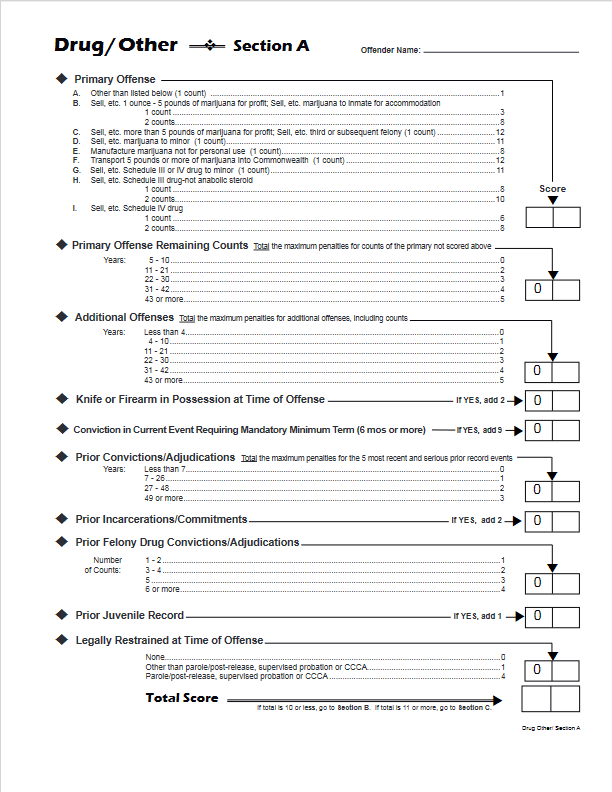 Drug/Other Section A Offender Name:
Primary Offense
A. Other than listed below (1 count) 1
B. Sell, etc. 1 ounce - 5 pounds of marijuana for profit; Sell, etc. marijuana to inmate for accommodation
1 count 3
2 counts 8
C. Sell, etc. more than 5 pounds of marijuana for profit; Sell, etc. third or subsequent felony (1 count) 12
D. Sell, etc. marijuana to minor (1 count) 11
E. Manufacture marijuana not for personal use (1 count) 8
F. Transport 5 pounds or more of marijuana into Commonwealth (1 count) 12
G. Sell, etc. Schedule III or IV drug to minor (1 count) 11
H. Sell, etc. Schedule III drug-not anabolic steroid
1 count 8
2 counts 10
I. Sell, etc. Schedule IV drug
1 count 6
2 counts 8
Score
Primary Offense Remaining Counts Total the maximum penalties for counts of the primary not scored above
Years: 5 - 10 0
11 - 21 2
22 - 30 3
31 - 42 4
43 or more 5
0
Additional Offenses Total the maximum penalties for additional offenses, including counts
Years: Less than 4 0
4 - 10 1
11 - 21 2
22 - 30 3
31 - 42 4
43 or more 5
0
Knife or Firearm in Possession at Time of Offense If YES, add 2 0
Conviction in Current Event Requiring Mandatory Minimum Term (6 mos or more) If YES, add 9 0
Prior Convictions/Adjudications Total the maximum penalties for the 5 most recent and serious prior record events
Years: Less than 7 0
7 - 26 1
27 - 48 2
49 or more 3
0
Prior Incarcerations/Commitments If YES, add 2 0
Prior Felony Drug Convictions/Adjudications
Number 1 - 2 1
of Counts: 3 - 4 2
5 3
6 or more 4
0
Prior Juvenile Record If YES, add 1 0
Legally Restrained at Time of Offense
None 0
Other than parole/post-release, supervised probation or CCCA 1
Parole/post-release, supervised probation or CCCA 4
0
Total Score
If total is 10 or less, go to Section B. If total is 11 or more, go to Section C.
Drug Other/ Section A